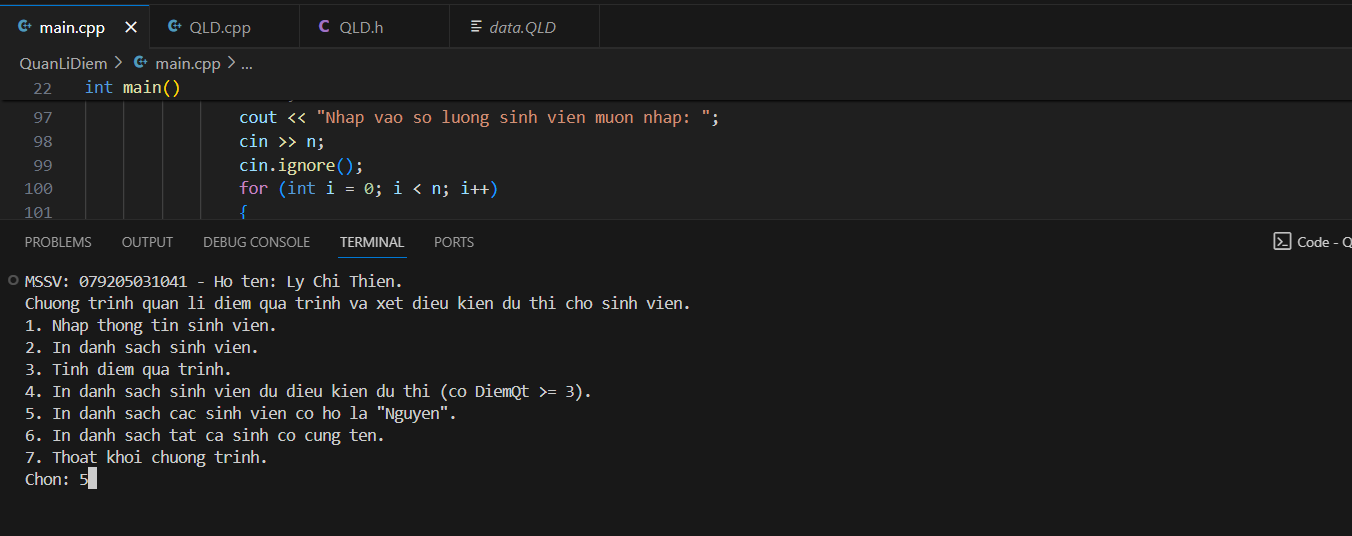 main.cpp QLD.cpp QLD.h data.QLD
QuanLiDiem > main.cpp > ...
22 int main()
97 cout << "Nhap vao so luong sinh vien muon nhap: ";
98 cin >> n;
99 cin.ignore();
100 for (int i = 0; i < n; i++)
101 {
PROBLEMS OUTPUT DEBUG CONSOLE TERMINAL PORTS Code - Q
MSSV: 079205031041 - Ho ten: Ly Chi Thien.
Chuong trinh quan li diem qua trinh va xet dieu kien du thi cho sinh vien.
1. Nhap thong tin sinh vien.
2. In danh sach sinh vien.
3. Tinh diem qua trinh.
4. In danh sach sinh vien du dieu kien du thi (co DiemQt >= 3).
5. In danh sach cac sinh vien co ho la "Nguyen".
6. In danh sach tat ca sinh co cung ten.
7. Thoat khoi chuong trinh.
Chon: 5